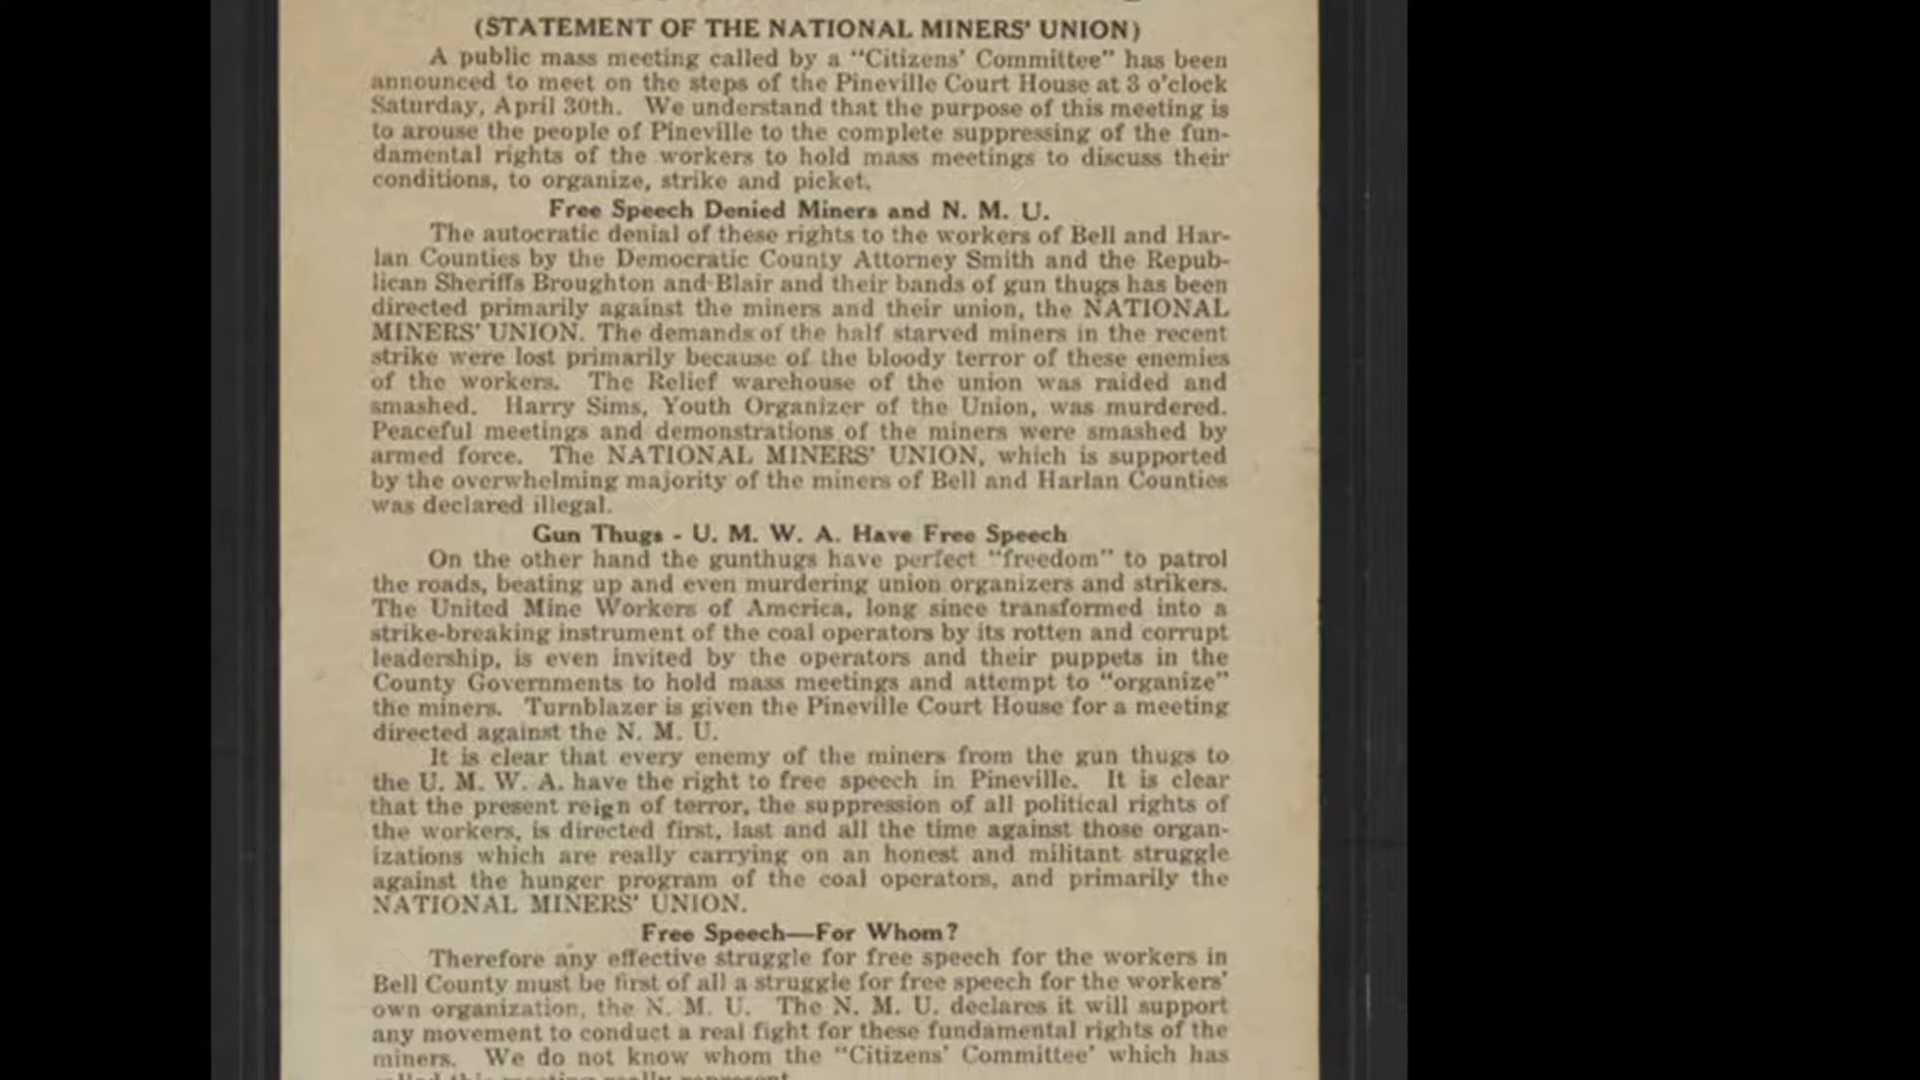 (STATEMENT OF THE NATIONAL MINERS' UNION)
A public mass meeting called by a "Citizens' Committee" has been
announced to meet on the steps of the Pineville Court House at 3 o'clock
Saturday, April 30th. We understand that the purpose of this meeting is
to arouse the people of Pineville to the complete suppressing of the fun-
damental rights of the workers to hold mass meetings to discuss their
conditions, to organize, strike and picket.
Free Speech Denied Miners and N. M. U.
The autocratic denial of these rights to the workers of Bell and Har-
lan Counties by the Democratic County Attorney Smith and the Repub-
lican Sheriffs Broughton and Blair and their bands of gun thugs has been
directed primarily against the miners and their union, the NATIONAL
MINERS' UNION. The demands of the half starved miners in the recent
strike were lost primarily because of the bloody terror of these enemies
of the workers. The Relief warehouse of the union was raided and
smashed. Harry Sims, Youth Organizer of the Union, was murdered.
Peaceful meetings and demonstrations of the miners were smashed by
armed force. The NATIONAL MINERS' UNION, which is supported
by the overwhelming majority of the miners of Bell and Harlan Counties
was declared illegal.
Gun Thugs - U. M. W. A. Have Free Speech
On the other hand the gunthugs have perfect "freedom" to patrol
the roads, beating up and even murdering union organizers and strikers.
The United Mine Workers of America, long since transformed into a
strike-breaking instrument of the coal operators by its rotten and corrupt
leadership, is even invited by the operators and their puppets in the
County Governments to hold mass meetings and attempt to "organize"
the miners. Turnblazer is given the Pineville Court House for a meeting
directed against the N. M. U.
It is clear that every enemy of the miners from the gun thugs to
the U. M. W. A. have the right to free speech in Pineville. It is clear
that the present reign of terror, the suppression of all political rights of
the workers, is directed first, last and all the time against those organ-
izations which are really carrying on an honest and militant struggle
against the hunger program of the coal operators, and primarily the
NATIONAL MINERS' UNION.
Free Speech—For Whom?
Therefore any effective struggle for free speech for the workers in
Bell County must be first of all a struggle for free speech for the workers'
own organization, the N. M. U. The N. M. U. declares it will support
any movement to conduct a real fight for these fundamental rights of the
miners. We do not know whom the "Citizens' Committee' which has
called this meeting really represent